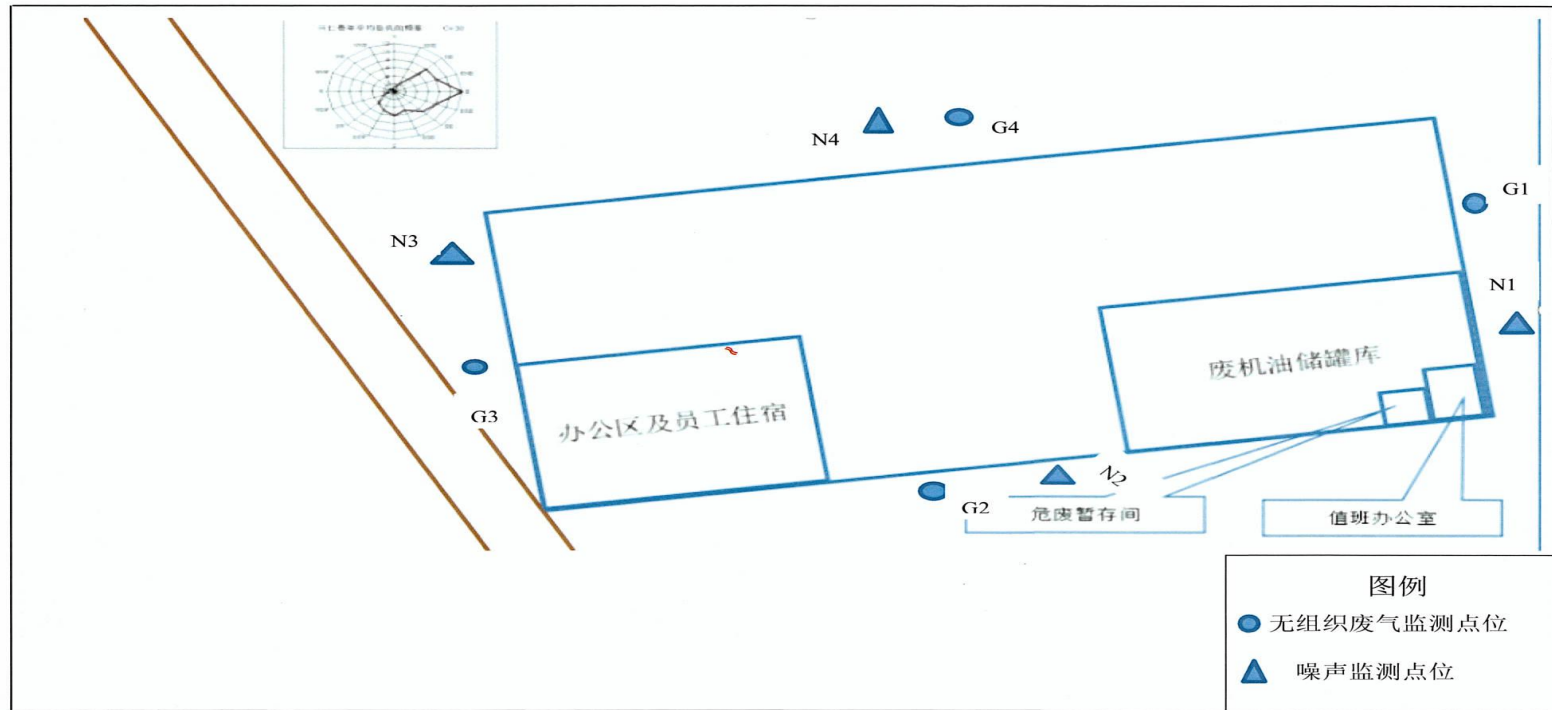 C=30
N4
G4
G1
N3
N1
废机油储罐库
G3
办公区及员工住宿
N2
G2
危废暂存间
值班办公室
图例
无组织废气监测点位
噪声监测点位